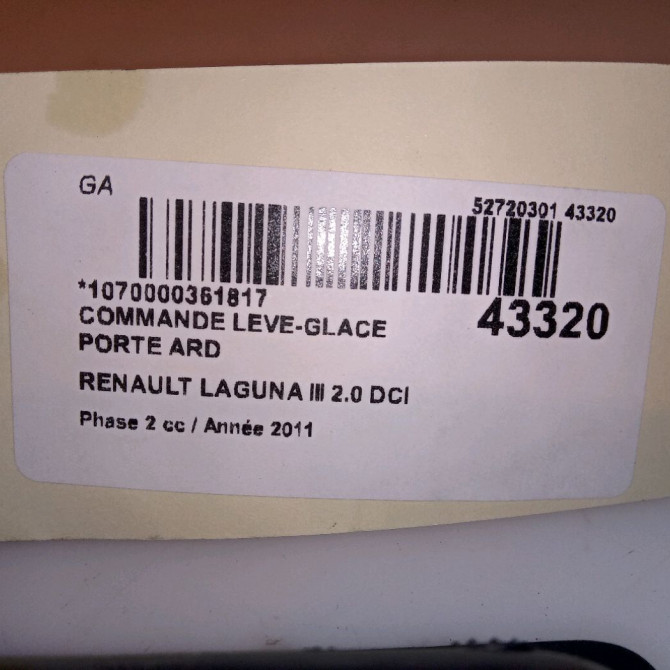 GA
52720301 43320
*1070000361817
43320
COMMANDE LEVE-GLACE
PORTE ARD
RENAULT LAGUNA III 2.0 DCI
Phase 2 cc / Année 2011